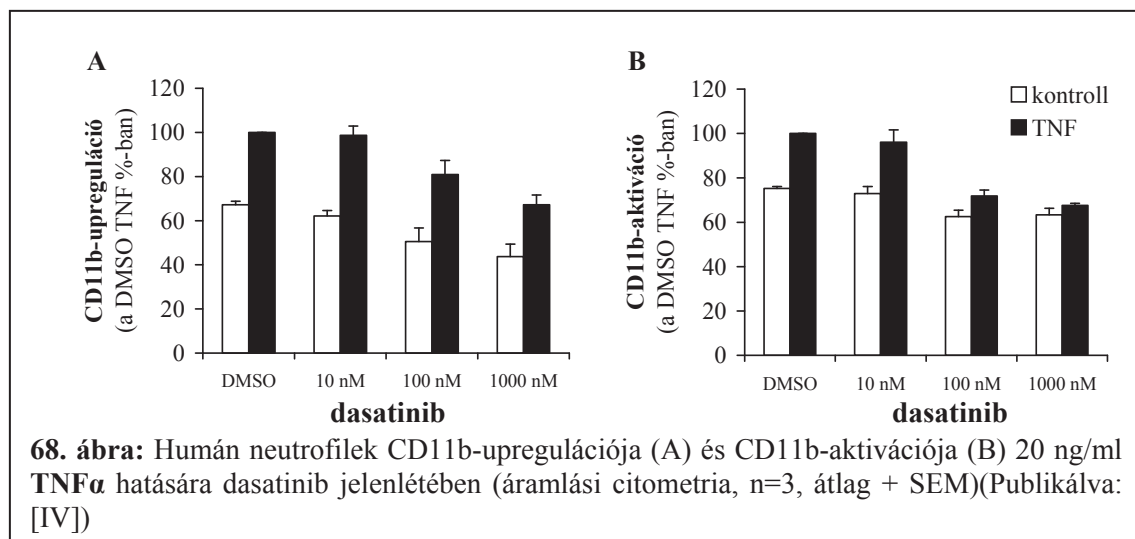 A
CD11b-upreguláció
(a DMSO TNF %-ban)
120
100
80
60
40
20
0
DMSO
10 nM
100 nM
1000 nM
dasatinib
B
CD11b-aktiváció
(a DMSO TNF %-ban)
120
100
80
60
40
20
0
kontroll
TNF
DMSO
10 nM
100 nM
1000 nM
dasatinib
68. ábra: Humán neutrofilek CD11b-upregulációja (A) és CD11b-aktivációja (B) 20 ng/ml
TNFα hatására dasatinib jelenlétében (áramlási citometria, n=3, átlag + SEM)(Publikálva:
[IV])